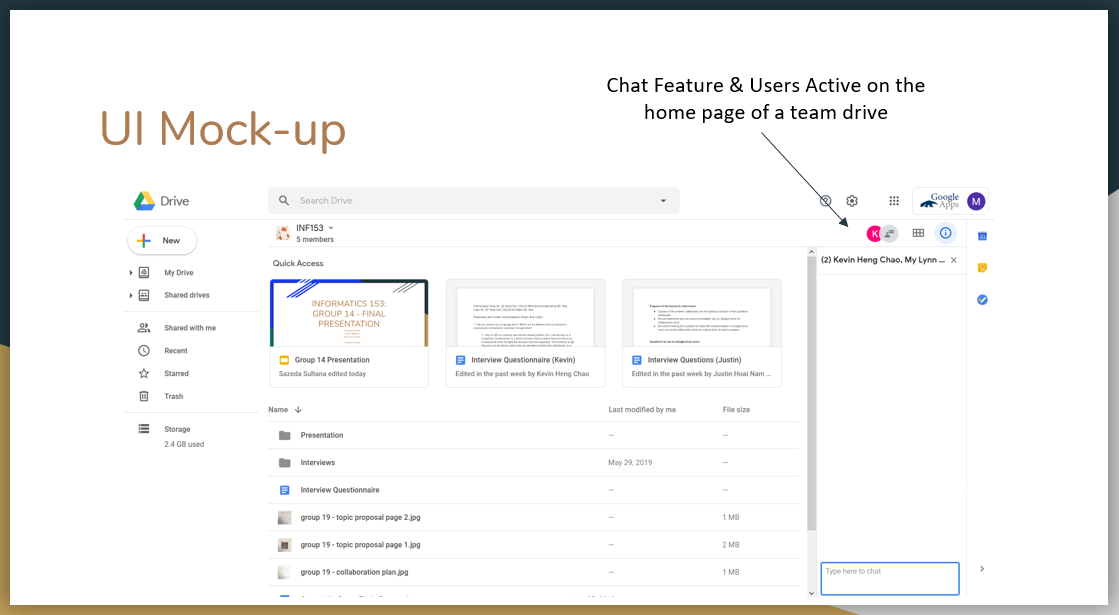 Chat Feature & Users Active on the
home page of a team drive
UI Mock-up
Drive
Search Drive
Google
Apps
M
New
INF153
5 members
K
(2) Kevin Heng Chao, My Lynn ...
Quick Access
My Drive
Shared drives
Shared with me
Recent
Starred
Trash
Storage
2.4 GB used
INFORMATICS 153:
GROUP 14 - FINAL
PRESENTATION
Group 14 Presentation
Sazeda Sultana edited today
Interview Questionnaire (Kevin)
Edited in the past week by Kevin Heng Chao
Interview Questions (Justin)
Edited in the past week by Justin Hoai Nam ...
Name
Last modified by me
File size
Presentation
—
—
Interviews
May 29, 2019
—
Interview Questionnaire
—
—
group 19 - topic proposal page 2.jpg
—
1 MB
group 19 - topic proposal page 1.jpg
—
2 MB
group 19 - collaboration plan.jpg
—
1 MB
Type here to chat